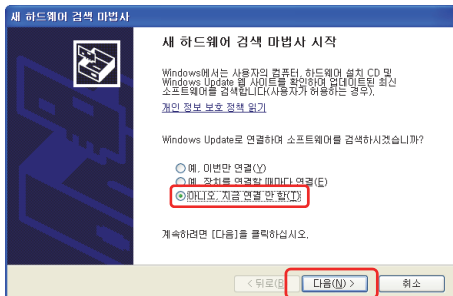 새 하드웨어 검색 마법사
새 하드웨어 검색 마법사 시작
Windows에서는 사용자의 컴퓨터, 하드웨어 설치 CD 및
Windows Update 웹 사이트를 확인하여 업데이트된 최신
소프트웨어를 검색합니다(사용자가 허용하는 경우).
개인 정보 보호 정책 읽기
Windows Update로 연결하여 소프트웨어를 검색하시겠습니까?
예, 이번만 연결(Y)
예, 장치를 연결할 때마다 연결(E)
아니오, 지금 연결 안 함(T)
계속하려면 [다음]을 클릭하십시오.
< 뒤로(B
다음(N) >
취소